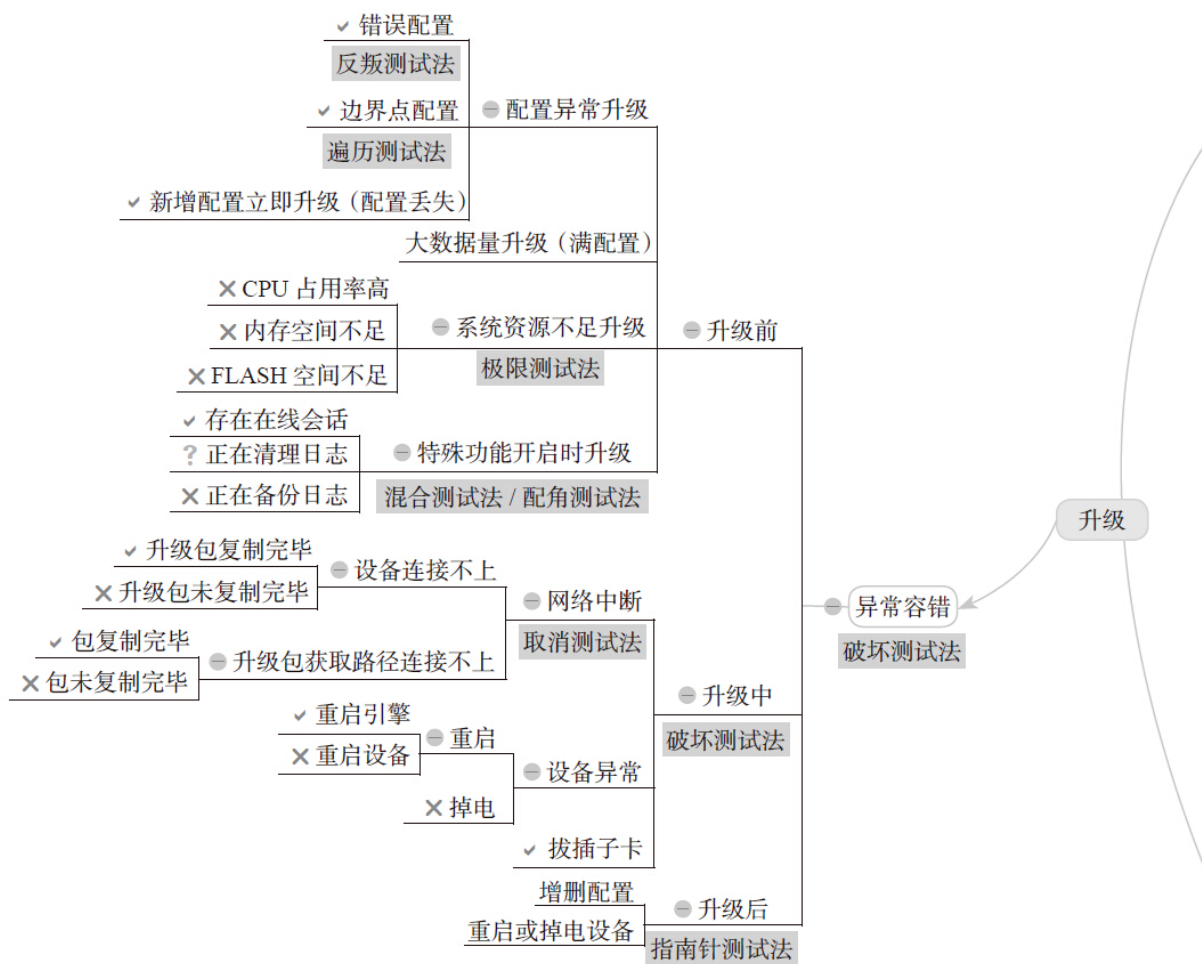 错误配置
反叛测试法
边界点配置
配置异常升级
遍历测试法
新增配置立即升级（配置丢失）
大数据量升级（满配置）
CPU 占用率高
内存空间不足
系统资源不足升级
升级前
极限测试法
FLASH 空间不足
存在在线会话
? 正在清理日志
特殊功能开启时升级
正在备份日志
混合测试法 / 配角测试法
升级
升级包复制完毕
设备连接不上
升级包未复制完毕
网络中断
异常容错
取消测试法
破坏测试法
包复制完毕
升级包获取路径连接不上
包未复制完毕
升级中
破坏测试法
重启引擎
重启
重启设备
设备异常
掉电
拔插子卡
增删配置
升级后
重启或掉电设备
指南针测试法